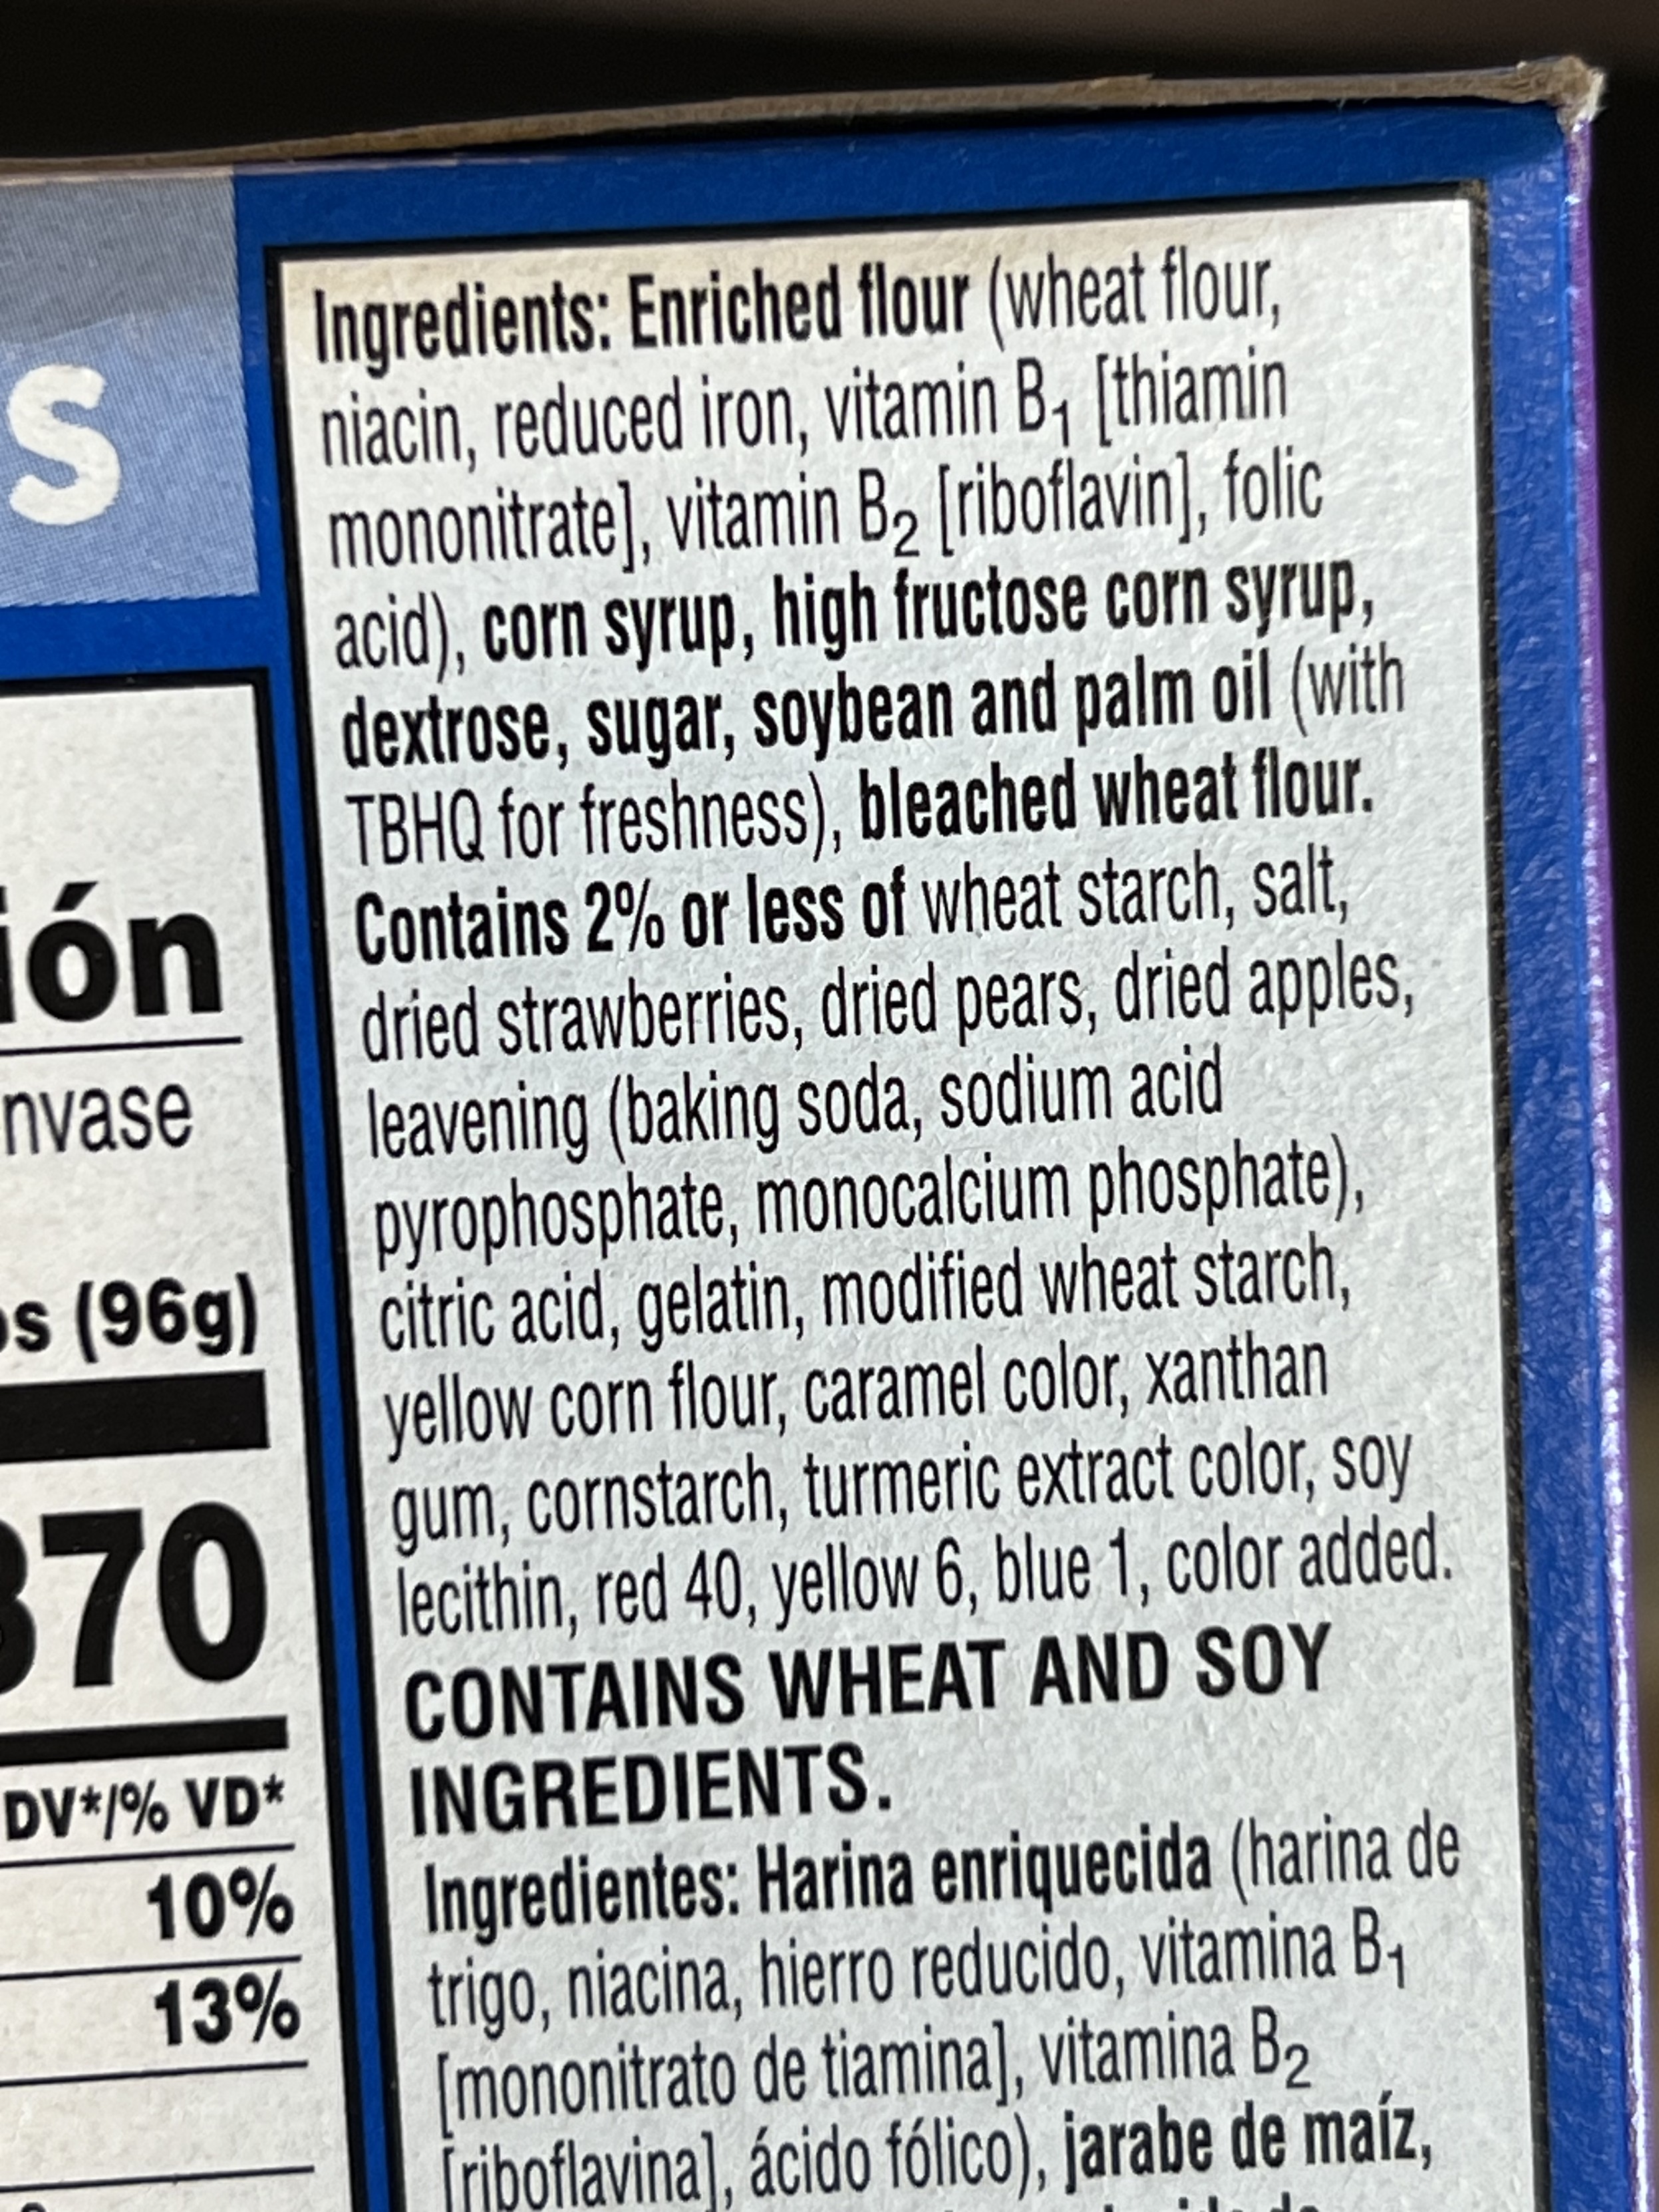 S
ión
nvase
os (96g)
370
DV*/% VD*
10%
13%
Ingredients: Enriched flour (wheat flour,
niacin, reduced iron, vitamin B₁ [thiamin
mononitrate], vitamin B₂ [riboflavin], folic
acid), corn syrup, high fructose corn syrup,
dextrose, sugar, soybean and palm oil (with
TBHQ for freshness), bleached wheat flour.
Contains 2% or less of wheat starch, salt,
dried strawberries, dried pears, dried apples,
leavening (baking soda, sodium acid
pyrophosphate, monocalcium phosphate),
citric acid, gelatin, modified wheat starch,
yellow corn flour, caramel color, xanthan
gum, cornstarch, turmeric extract color, soy
lecithin, red 40, yellow 6, blue 1, color added.
CONTAINS WHEAT AND SOY
INGREDIENTS.
Ingredientes: Harina enriquecida (harina de
trigo, niacina, hierro reducido, vitamina B₁
[mononitrato de tiamina], vitamina B₂
[riboflavina], ácido fólico), jarabe de maíz,